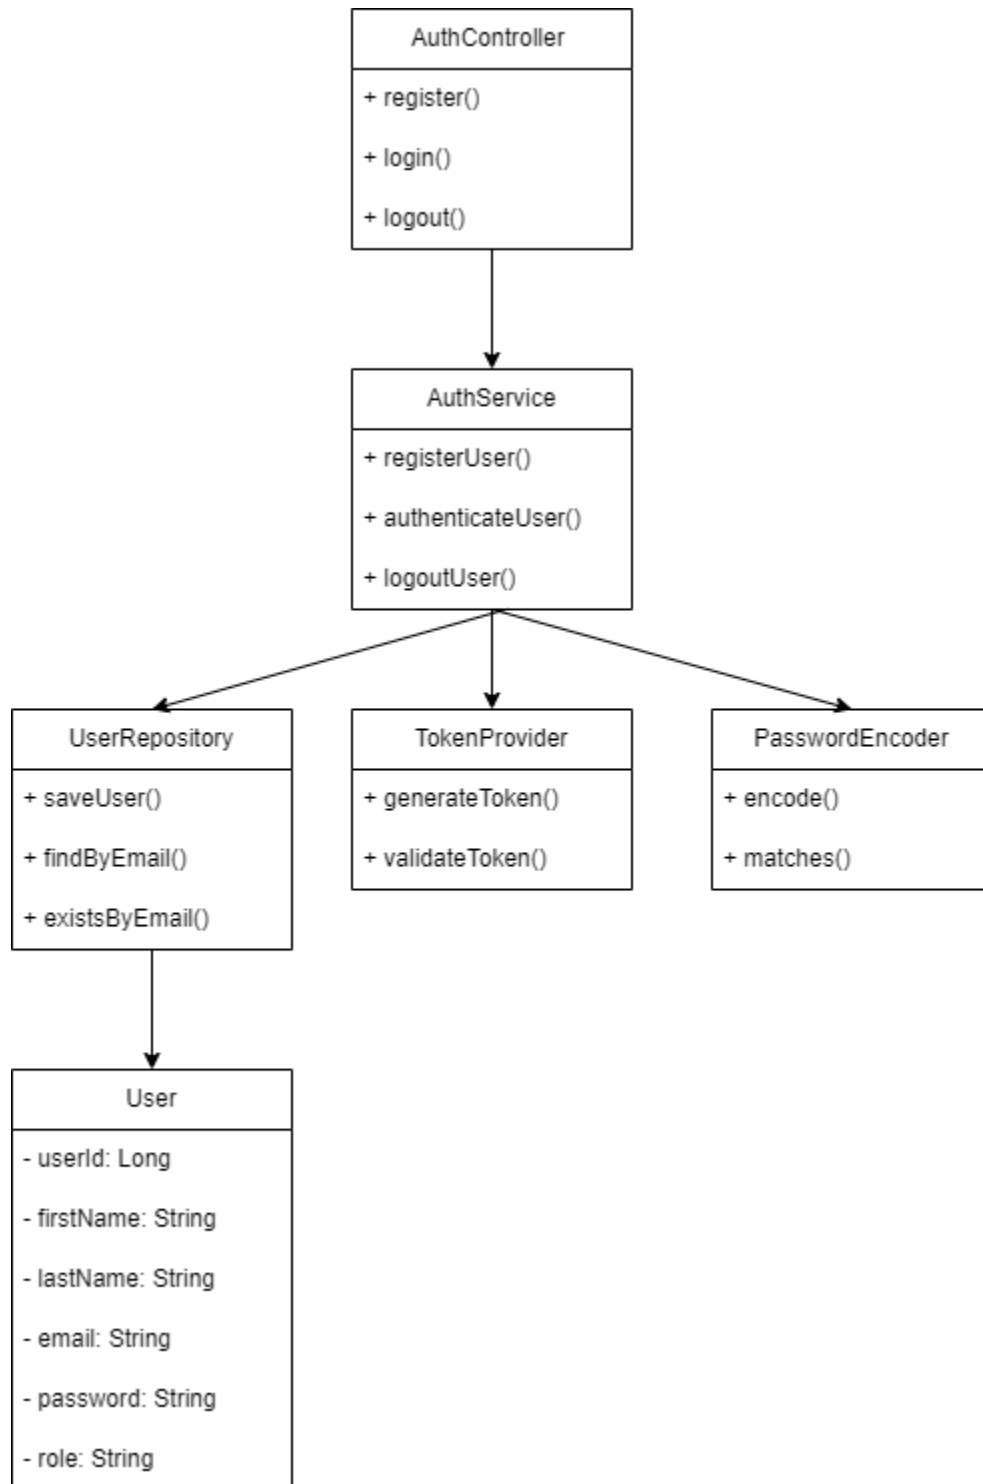 AuthController
+ register()
+ login()
+ logout()
AuthService
+ registerUser()
+ authenticateUser()
+ logoutUser()
UserRepository
+ saveUser()
+ findByEmail()
+ existsByEmail()
TokenProvider
+ generateToken()
+ validateToken()
PasswordEncoder
+ encode()
+ matches()
User
- userId: Long
- firstName: String
- lastName: String
- email: String
- password: String
- role: String